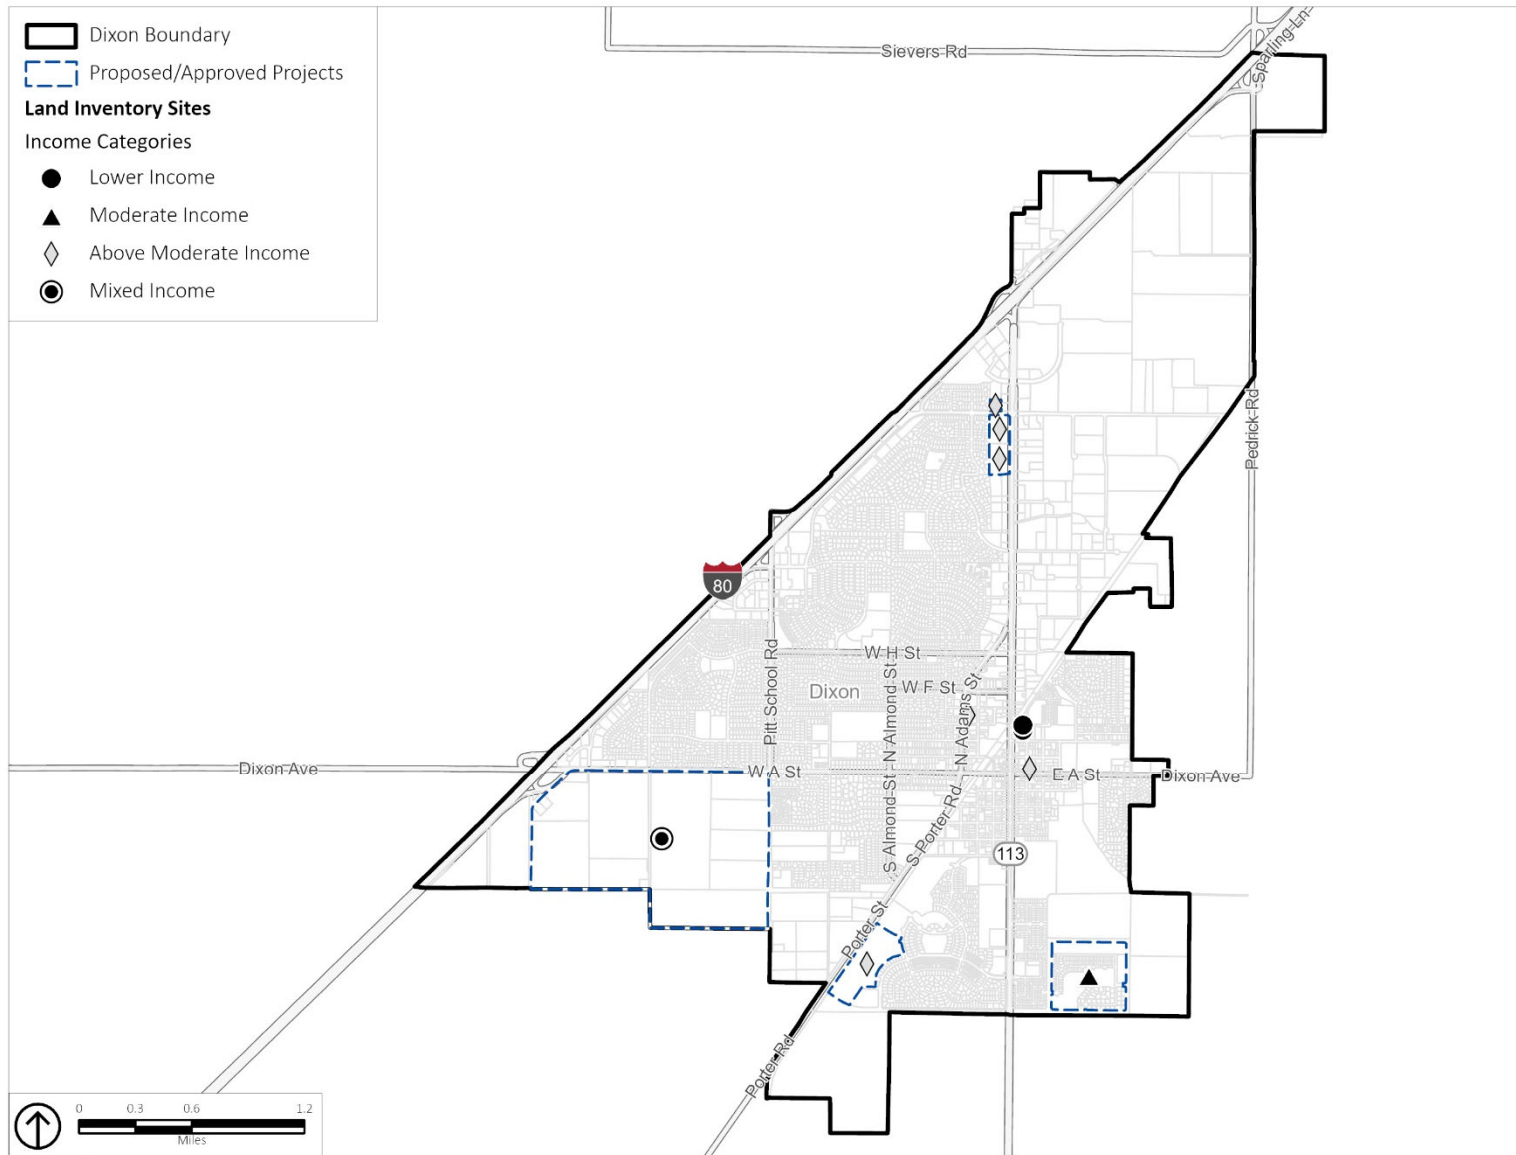 Dixon Boundary
Proposed/Approved Projects
Land Inventory Sites
Income Categories
Lower Income
Moderate Income
Above Moderate Income
Mixed Income
Sievers Rd
Sparling Ln
Pedrick Rd
80
Pitt School Rd
W H St
W F St
Dixon
N Almond St
N Adams St
Dixon Ave
W A St
E A St
Dixon Ave
S Almond St
S Porter Rd
113
Porter St
Porter Rd
0 0.3 0.6 1.2
Miles